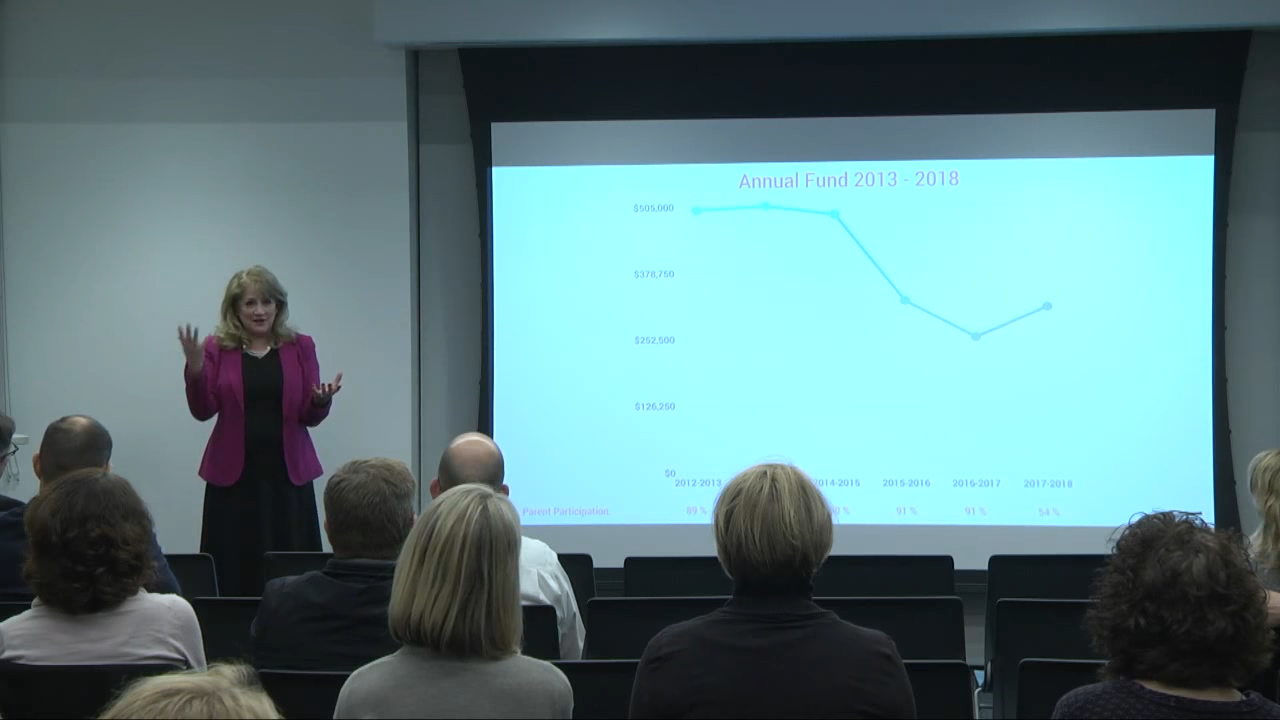 Annual Fund 2013 - 2018
$505,000
$378,750
$252,500
$126,250
$0
2012-2013 2014-2015 2015-2016 2016-2017 2017-2018
Parent Participation. 89 % % 91 % 91 % 54 %